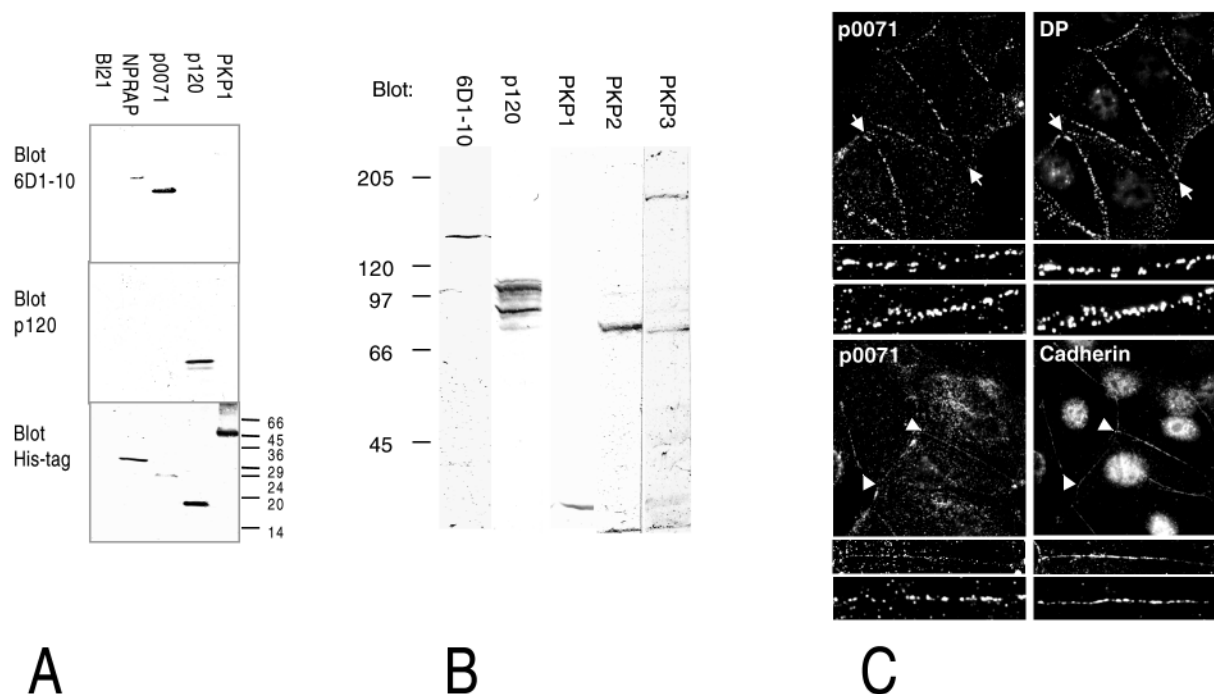 BI21
NPRAP
p0071
p120
PKP1
Blot
6D1-10
Blot
p120
Blot
His-tag
66
45
36
29
24
20
14
A
Blot:
6D1-10
p120
PKP1
PKP2
PKP3
205
120
97
66
45
B
p0071
DP
p0071
Cadherin
C